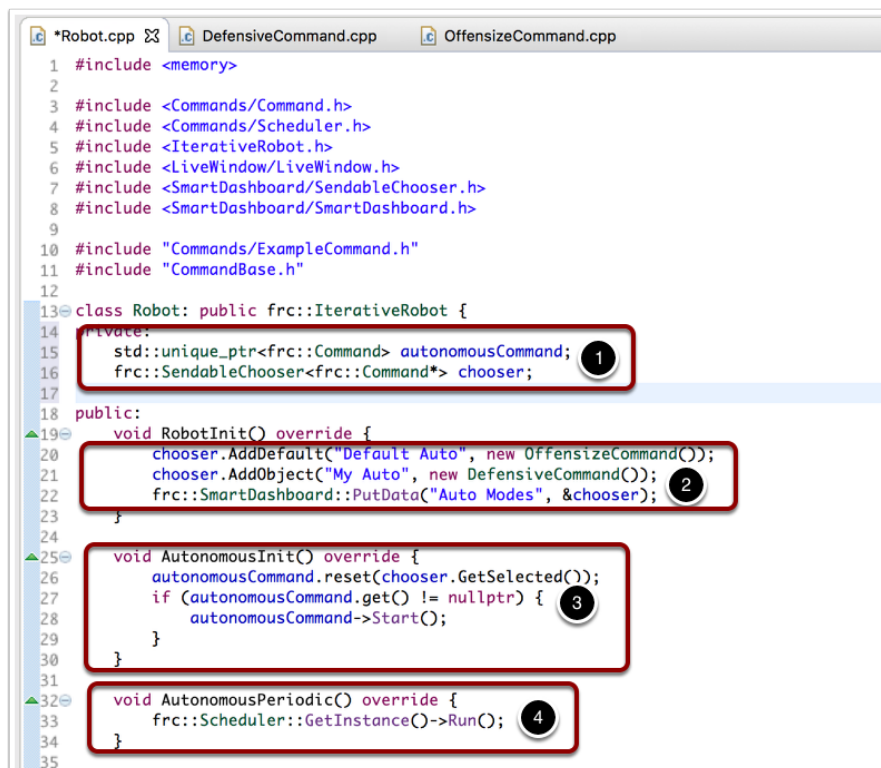 *Robot.cpp DefensiveCommand.cpp OffensizeCommand.cpp
1 #include <memory>
2
3 #include <Commands/Command.h>
4 #include <Commands/Scheduler.h>
5 #include <IterativeRobot.h>
6 #include <LiveWindow/LiveWindow.h>
7 #include <SmartDashboard/SendableChooser.h>
8 #include <SmartDashboard/SmartDashboard.h>
9
10 #include "Commands/ExampleCommand.h"
11 #include "CommandBase.h"
12
13 class Robot: public frc::IterativeRobot {
14 private:
15 std::unique_ptr<frc::Command> autonomousCommand; 1
16 frc::SendableChooser<frc::Command*> chooser;
17
18 public:
19 void RobotInit() override {
20 chooser.AddDefault("Default Auto", new OffensizeCommand());
21 chooser.AddObject("My Auto", new DefensiveCommand());
22 frc::SmartDashboard::PutData("Auto Modes", &chooser); 2
23 }
24
25 void AutonomousInit() override {
26 autonomousCommand.reset(chooser.GetSelected());
27 if (autonomousCommand.get() != nullptr) { 3
28 autonomousCommand->Start();
29 }
30 }
31
32 void AutonomousPeriodic() override {
33 frc::Scheduler::GetInstance()->Run(); 4
34 }
35